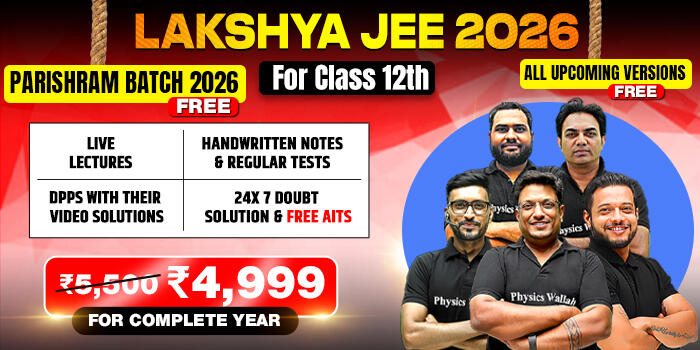 LAKSHYA JEE 2026
PARISHRAM BATCH 2026
FREE
For Class 12th
ALL UPCOMING VERSIONS
FREE
LIVE
LECTURES
HANDWRITTEN NOTES
& REGULAR TESTS
DPPS WITH THEIR
VIDEO SOLUTIONS
24X 7 DOUBT
SOLUTION & FREE AITS
₹5,500 ₹4,999
FOR COMPLETE YEAR
Physics Wallah
Physics Wallah